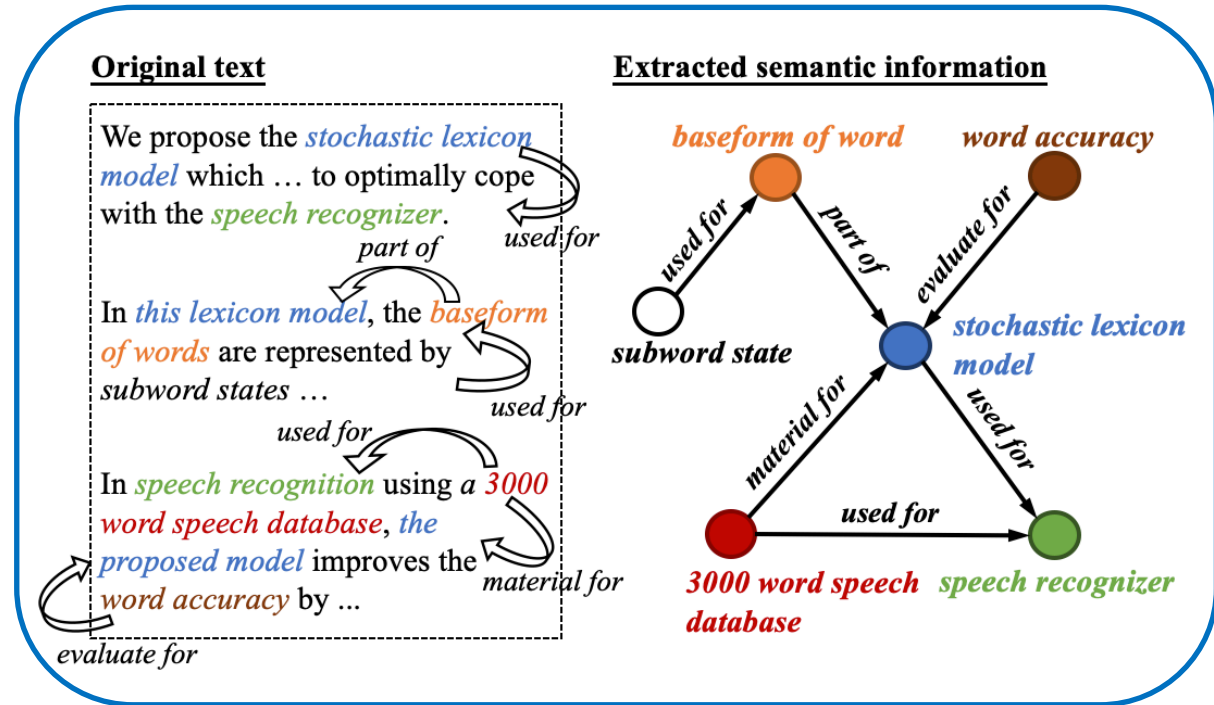 Original text
We propose the stochastic lexicon
model which … to optimally cope
with the speech recognizer.
used for
part of
In this lexicon model, the baseform
of words are represented by
subword states …
used for
used for
In speech recognition using a 3000
word speech database, the
proposed model improves the
material for
word accuracy by ...
evaluate for
Extracted semantic information
baseform of word
word accuracy
used for
part of
evaluate for
subword state
stochastic lexicon
model
material for
used for
used for
3000 word speech
database
speech recognizer